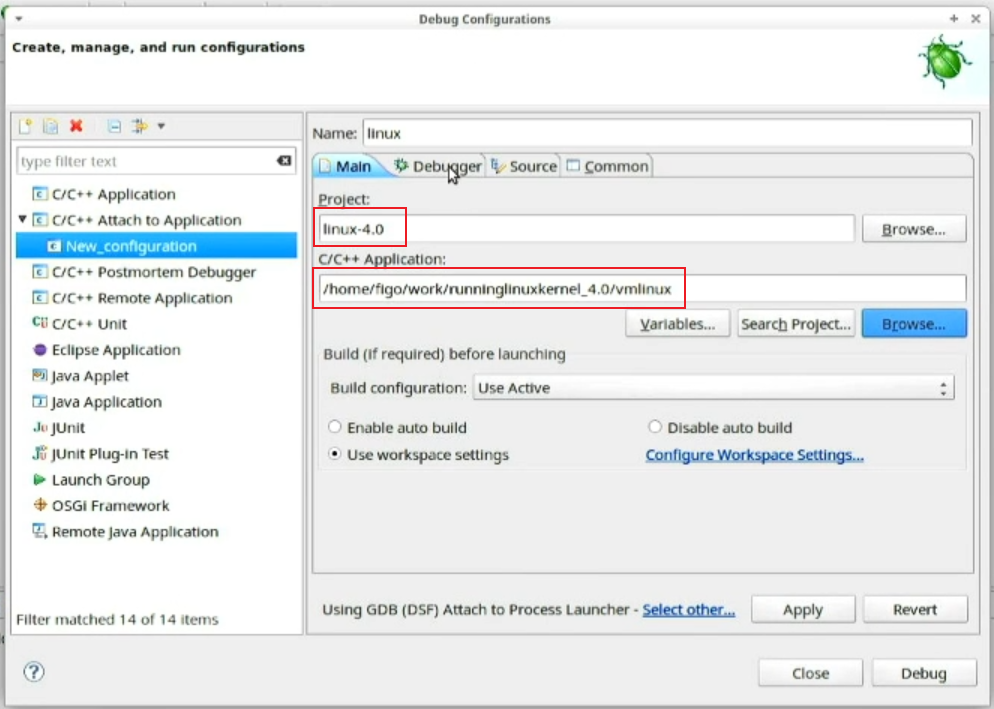 Debug Configurations
Create, manage, and run configurations
type filter text
C/C++ Application
C/C++ Attach to Application
New_configuration
C/C++ Postmortem Debugger
C/C++ Remote Application
C/C++ Unit
Eclipse Application
Java Applet
Java Application
JUnit
JUnit Plug-in Test
Launch Group
OSGi Framework
Remote Java Application
Filter matched 14 of 14 items
Name: linux
Main Debugger Source Common
Project:
linux-4.0 Browse...
C/C++ Application:
/home/figo/work/runninglinuxkernel_4.0/vmlinux
Variables... Search Project... Browse...
Build (if required) before launching
Build configuration: Use Active
Enable auto build Disable auto build
Use workspace settings Configure Workspace Settings...
Using GDB (DSF) Attach to Process Launcher - Select other... Apply Revert
Close Debug